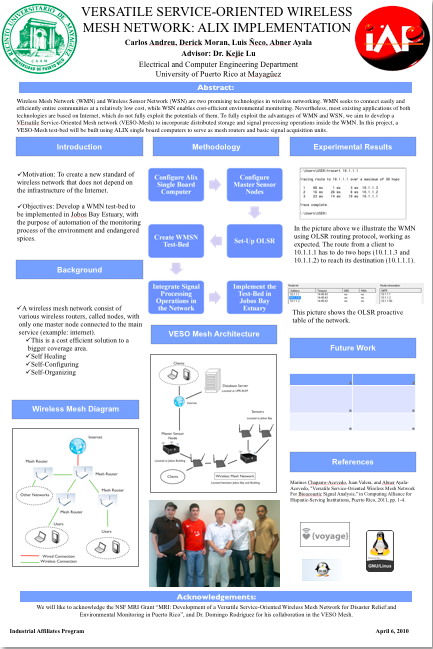 VERSATILE SERVICE-ORIENTED WIRELESS
MESH NETWORK: ALIX IMPLEMENTATION
Carlos Andreu, Derick Moran, Luis Ñeco, Abner Ayala
Advisor: Dr. Kejie Lu
Electrical and Computer Engineering Department
University of Puerto Rico at Mayagüez
IAP
Abstract:
Wireless Mesh Network (WMN) and Wireless Sensor Network (WSN) are two promising technologies in wireless networking. WMN seeks to connect easily and
efficiently entire communities at a relatively low cost, while WSN enables cost-efficient environment monitoring. Nevertheless, most existing applications of both
technologies are based on Internet, which do not fully exploit the potentials of them. To fully exploit the advantages of WMN and WSN, we aim to develop a
VErsatile Service-Oriented Mesh network (VESO-Mesh) to incorporate distributed storage and signal processing operations inside the WMN. In this project, a
VESO-Mesh test-bed will be built using ALIX single board computers to serve as mesh routers and basic signal acquisition units.
Introduction
✓Motivation: To create a new standard of
wireless network that does not depend on
the infrastructure of the Internet.
✓Objectives: Develop a WMN test-bed to
be implemented in Jobos Bay Estuary, with
the purpose of automation of the monitoring
process of the environment and endangered
spices.
Background
✓A wireless mesh network consist of
various wireless routers, called nodes, with
only one master node connected to the main
service (example: internet).
✓This is a cost efficient solution to a
bigger coverage area.
✓Self Healing
✓Self-Configuring
✓Self-Organizing
Wireless Mesh Diagram
Internet
Mesh Router
Mesh Router
Mesh Router
Mesh Router
Other Networks
Users
Users
Wired Connection
Wireless Connection
Methodology
Configure Alix
Single Board
Computer
Configure
Master Sensor
Nodes
Create WMSN
Test-Bed
Set-Up OLSR
Integrate Signal
Processing
Operations in
the Network
Implement the
Test-Bed in
Jobos Bay
Estuary
VESO Mesh Architecture
Clients
Database Server
Internet
Sensors
Master Sensor
Node
Clients
Wireless Mesh Network
Experimental Results
Trace complete.
In the picture above we illustrate the WMN
using OLSR routing protocol, working as
expected. The route from a client to
10.1.1.1 has to do two hops (10.1.1.3 and
10.1.1.2) to reach its destination (10.1.1.1).
This picture shows the OLSR proactive
table of the network.
Future Work
References
Marinés Chaparro-Acevedo, Juan Valera, and Abner Ayala-
Acevedo, "Versatile Service-Oriented Wireless Mesh Network
For Bioacoustic Signal Analysis," in Computing Alliance for
Hispanic-Serving Institutions, Puerto Rico, 2011, pp. 1-4.
{voyage}
GNU/Linux
Acknowledgements:
We will like to acknowledge the NSF MRI Grant "MRI: Development of a Versatile Service-Oriented Wireless Mesh Network for Disaster Relief and
Environmental Monitoring in Puerto Rico", and Dr. Domingo Rodriguez for his collaboration in the VESO Mesh.
Industrial Affiliates Program
April 6, 2010